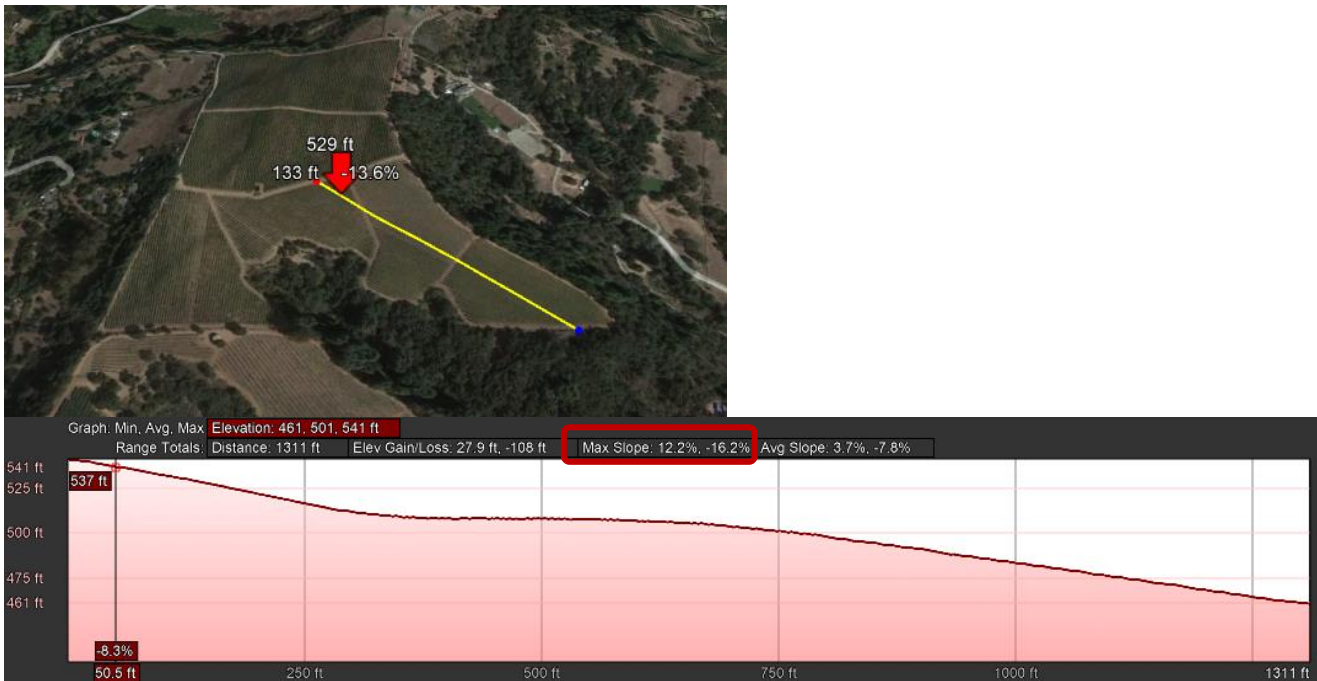 529 ft
133 ft -13.6%
Graph: Min, Avg, Max Elevation: 461, 501, 541 ft
Range Totals: Distance: 1311 ft Elev Gain/Loss: 27.9 ft, -108 ft Max Slope: 12.2%, -16.2% Avg Slope: 3.7%, -7.8%
541 ft
537 ft
525 ft
500 ft
475 ft
461 ft
-8.3%
50.5 ft 250 ft 500 ft 750 ft 1000 ft 1311 ft